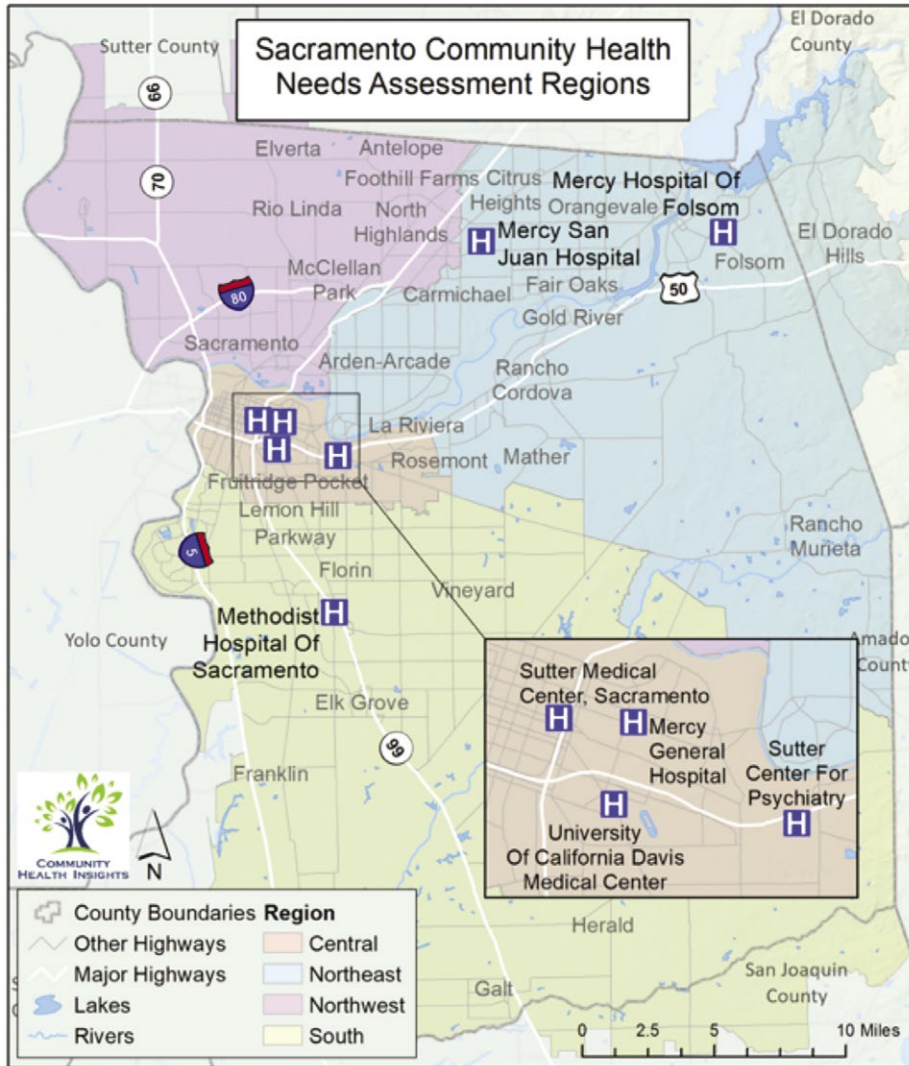 Sutter County
El Dorado
County
Sacramento Community Health
Needs Assessment Regions
99
70
Elverta
Antelope
Foothill Farms
Citrus
Heights
Mercy Hospital Of
Folsom
Orangevale
Rio Linda
North
Highlands
H
Mercy San
Juan Hospital
H
Folsom
El Dorado
Hills
McClellan
Park
80
Carmichael
Fair Oaks
50
Gold River
Sacramento
Arden-Arcade
Rancho
Cordova
H
H
H
H
La Riviera
Rosemont
Mather
Fruitridge Pocket
Lemon Hill
Parkway
Rancho
Murieta
5
Florin
Vineyard
H
Methodist
Hospital Of
Sacramento
Yolo County
Amador
County
Elk Grove
99
Franklin
Sutter Medical
Center, Sacramento
H
H
Mercy
General
Hospital
Sutter
Center For
Psychiatry
H
H
University
Of California Davis
Medical Center
COMMUNITY
HEALTH INSIGHTS
N
Herald
Galt
San Joaquin
County
County Boundaries
Other Highways
Major Highways
Lakes
Rivers
Region
Central
Northeast
Northwest
South
0 2.5 5 10 Miles